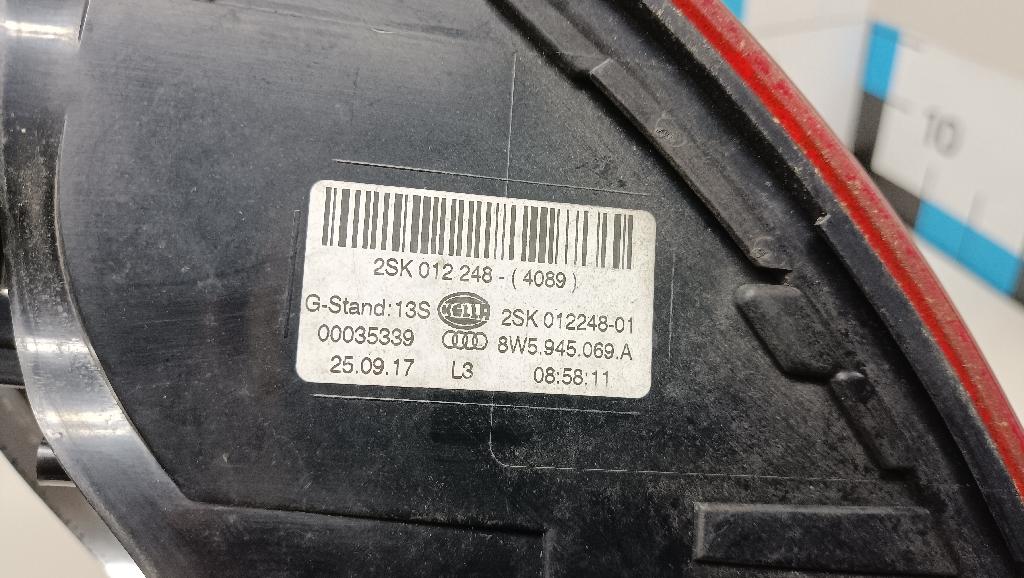 2SK 012 248 - ( 4089 )
G-Stand: 13S HELLA 2SK 012248-01
00035339 8W5.945.069.A
25.09.17 L3 08:58:11
10